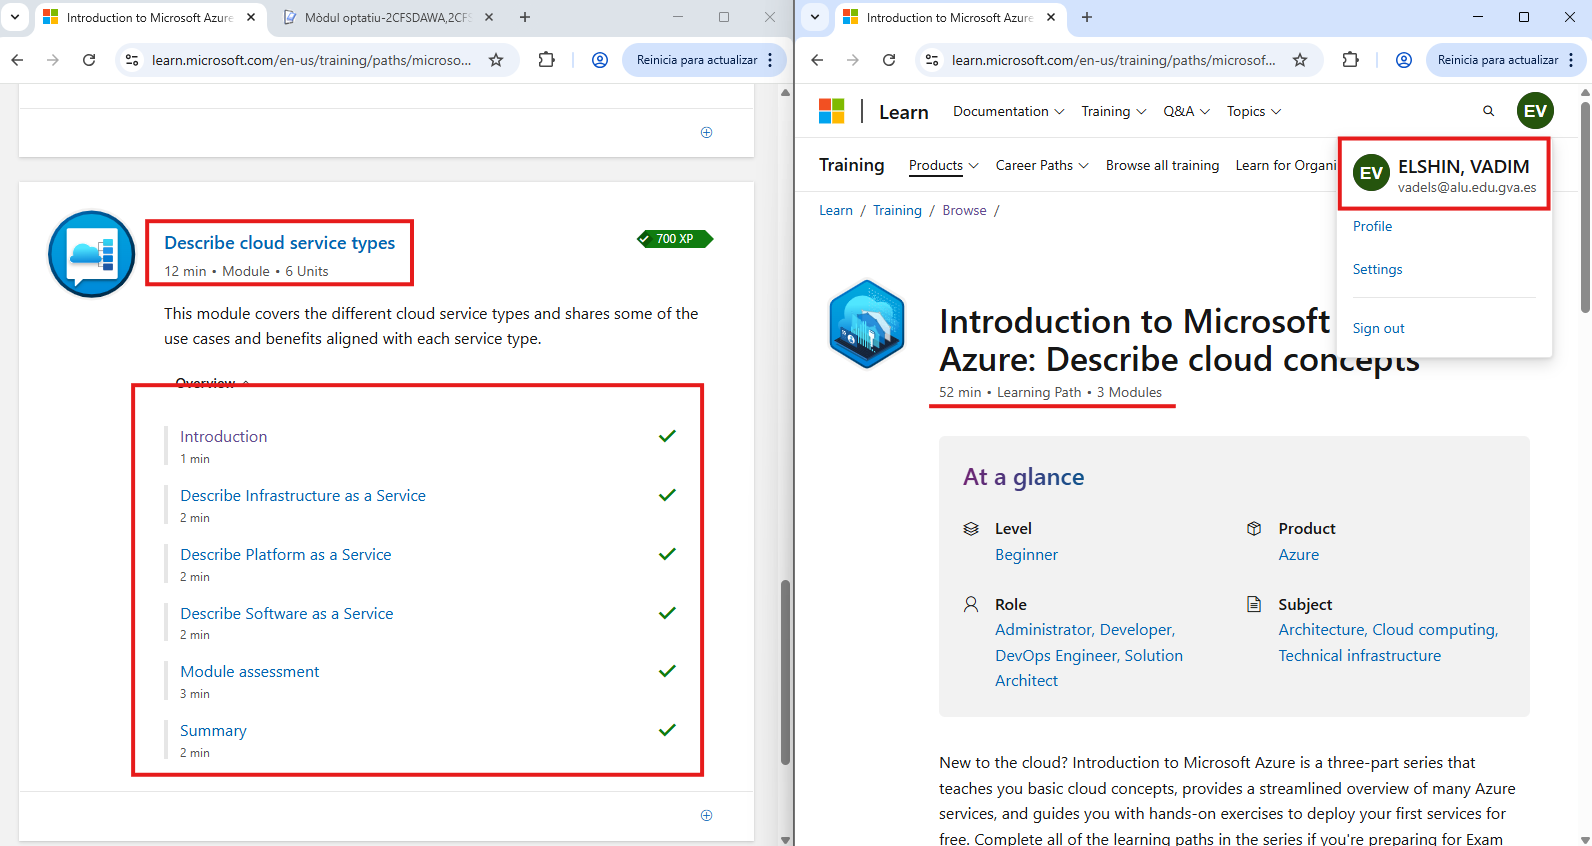 Introduction to Microsoft Azure
Mòdul optatiu-2CFSDAWA,2CFS
learn.microsoft.com/en-us/training/paths/microso...
Reinicia para actualizar
Describe cloud service types
12 min • Module • 6 Units
700 XP
This module covers the different cloud service types and shares some of the
use cases and benefits aligned with each service type.
Overview
Introduction
1 min
Describe Infrastructure as a Service
2 min
Describe Platform as a Service
2 min
Describe Software as a Service
2 min
Module assessment
3 min
Summary
2 min
Introduction to Microsoft Azure
learn.microsoft.com/en-us/training/paths/microsof...
Reinicia para actualizar
Learn
Documentation
Training
Q&A
Topics
EV
Training
Products
Career Paths
Browse all training
Learn for Organi
EV
ELSHIN, VADIM
vadels@alu.edu.gva.es
Profile
Settings
Sign out
Learn / Training / Browse /
Introduction to Microsoft
Azure: Describe cloud concepts
52 min • Learning Path • 3 Modules
At a glance
Level
Beginner
Product
Azure
Role
Administrator, Developer,
DevOps Engineer, Solution
Architect
Subject
Architecture, Cloud computing,
Technical infrastructure
New to the cloud? Introduction to Microsoft Azure is a three-part series that
teaches you basic cloud concepts, provides a streamlined overview of many Azure
services, and guides you with hands-on exercises to deploy your first services for
free. Complete all of the learning paths in the series if you're preparing for Exam